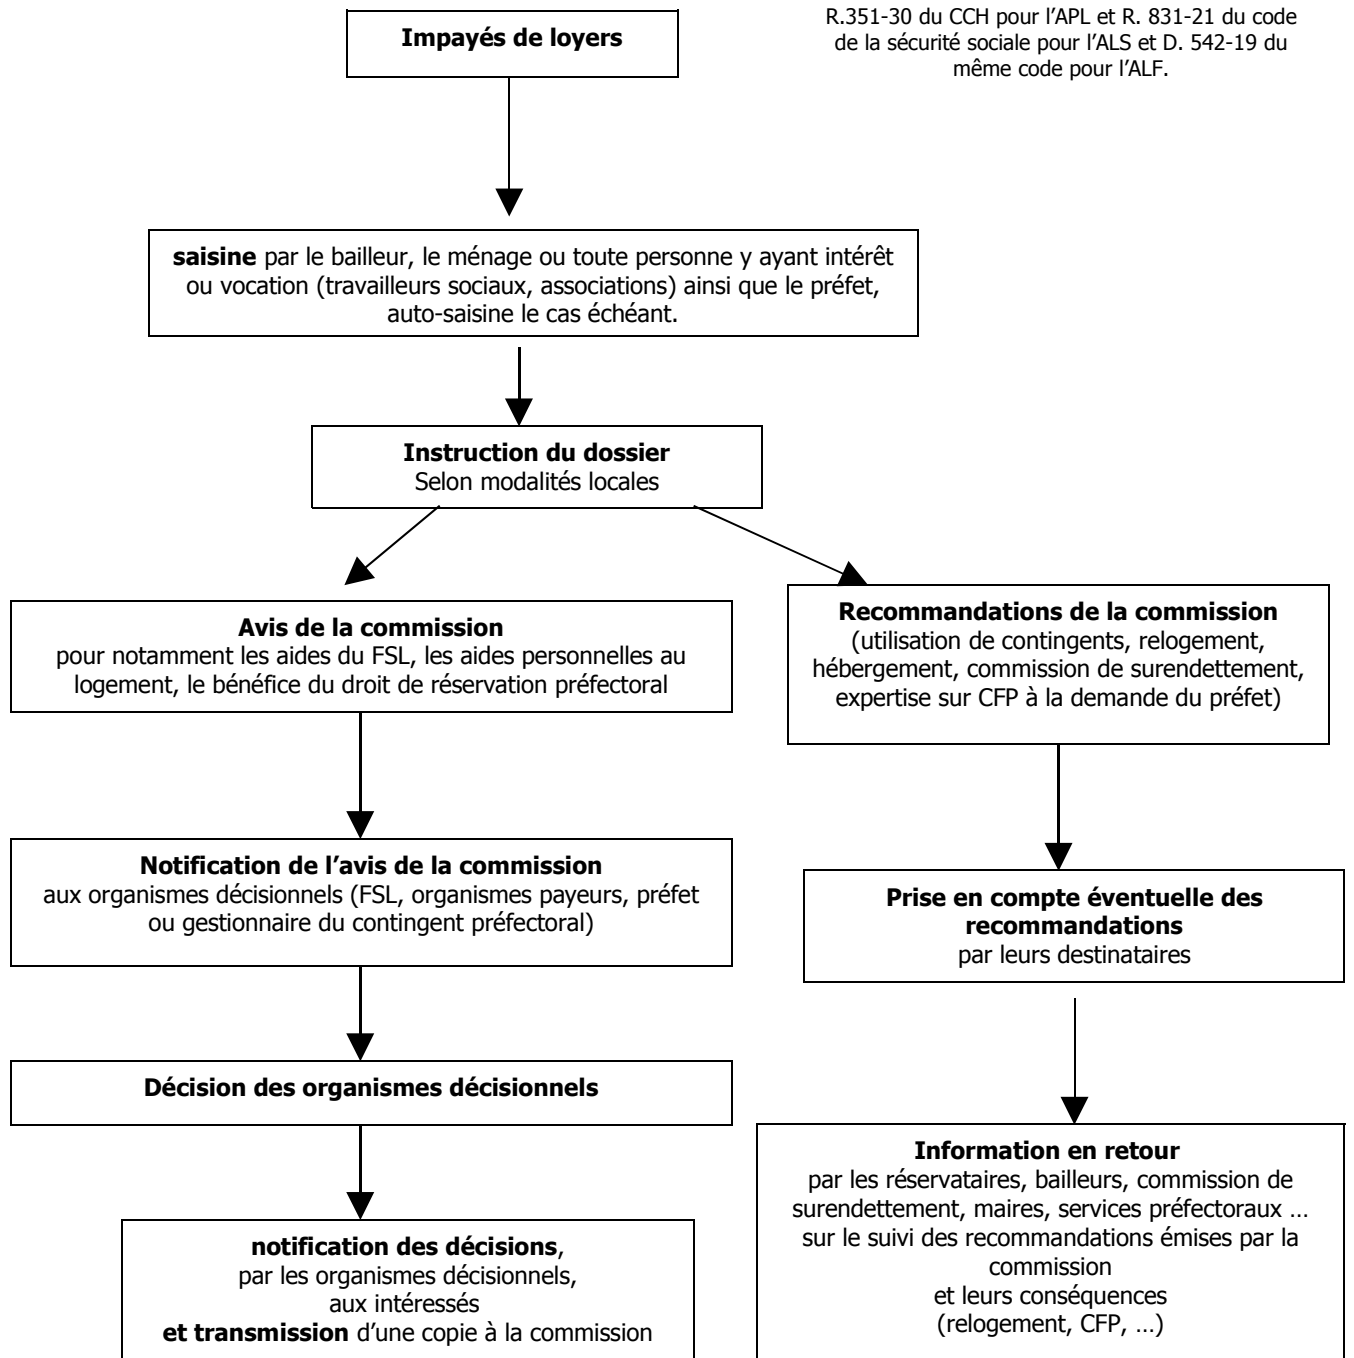 R.351-30 du CCH pour l’APL et R. 831-21 du code
de la sécurité sociale pour l’ALS et D. 542-19 du
même code pour l’ALF.
Impayés de loyers
saisine par le bailleur, le ménage ou toute personne y ayant intérêt
ou vocation (travailleurs sociaux, associations) ainsi que le préfet,
auto-saisine le cas échéant.
Instruction du dossier
Selon modalités locales
Avis de la commission
pour notamment les aides du FSL, les aides personnelles au
logement, le bénéfice du droit de réservation préfectoral
Recommandations de la commission
(utilisation de contingents, relogement,
hébergement, commission de surendettement,
expertise sur CFP à la demande du préfet)
Notification de l’avis de la commission
aux organismes décisionnels (FSL, organismes payeurs, préfet
ou gestionnaire du contingent préfectoral)
Prise en compte éventuelle des
recommandations
par leurs destinataires
Décision des organismes décisionnels
Information en retour
par les réservataires, bailleurs, commission de
surendettement, maires, services préfectoraux …
sur le suivi des recommandations émises par la
commission
et leurs conséquences
(relogement, CFP, …)
notification des décisions,
par les organismes décisionnels,
aux intéressés
et transmission d’une copie à la commission